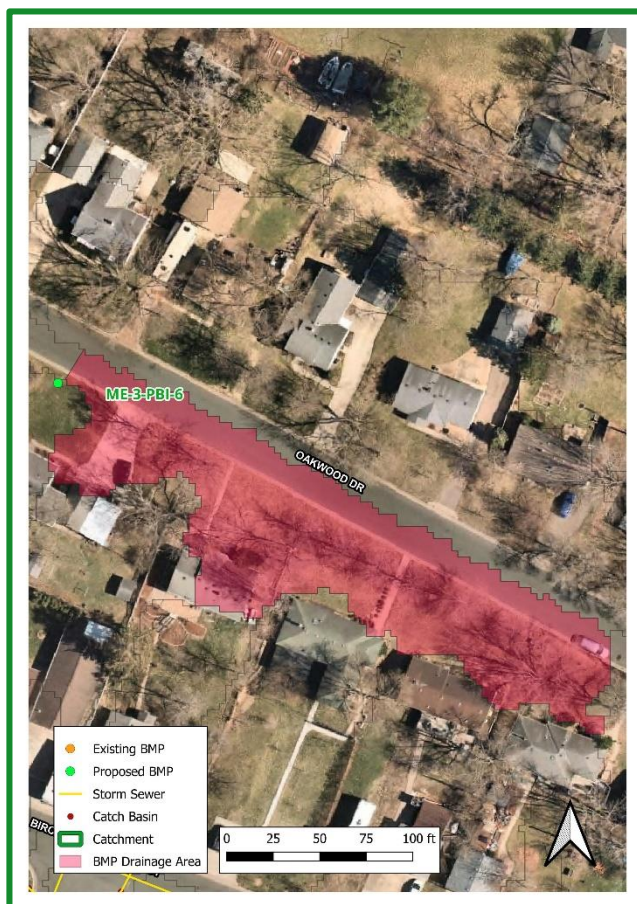 ME-3-PBI-6
OAKWOOD DR
Existing BMP
Proposed BMP
Storm Sewer
Catch Basin
Catchment
BMP Drainage Area
0 25 50 75 100 ft